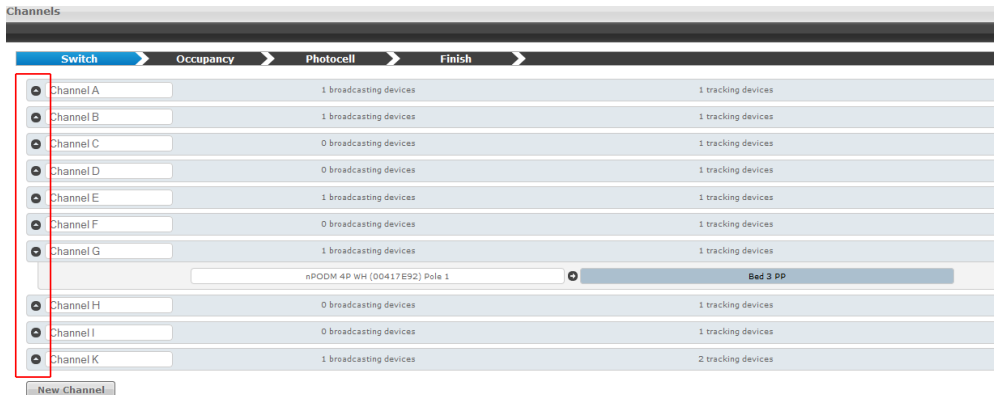 Channels
Switch Occupancy Photocell Finish
Channel A 1 broadcasting devices 1 tracking devices
Channel B 1 broadcasting devices 1 tracking devices
Channel C 0 broadcasting devices 1 tracking devices
Channel D 0 broadcasting devices 1 tracking devices
Channel E 1 broadcasting devices 1 tracking devices
Channel F 0 broadcasting devices 1 tracking devices
Channel G 1 broadcasting devices 1 tracking devices
nPODM 4P WH (00417E92) Pole 1 Bed 3 PP
Channel H 0 broadcasting devices 1 tracking devices
Channel I 0 broadcasting devices 1 tracking devices
Channel K 1 broadcasting devices 2 tracking devices
New Channel